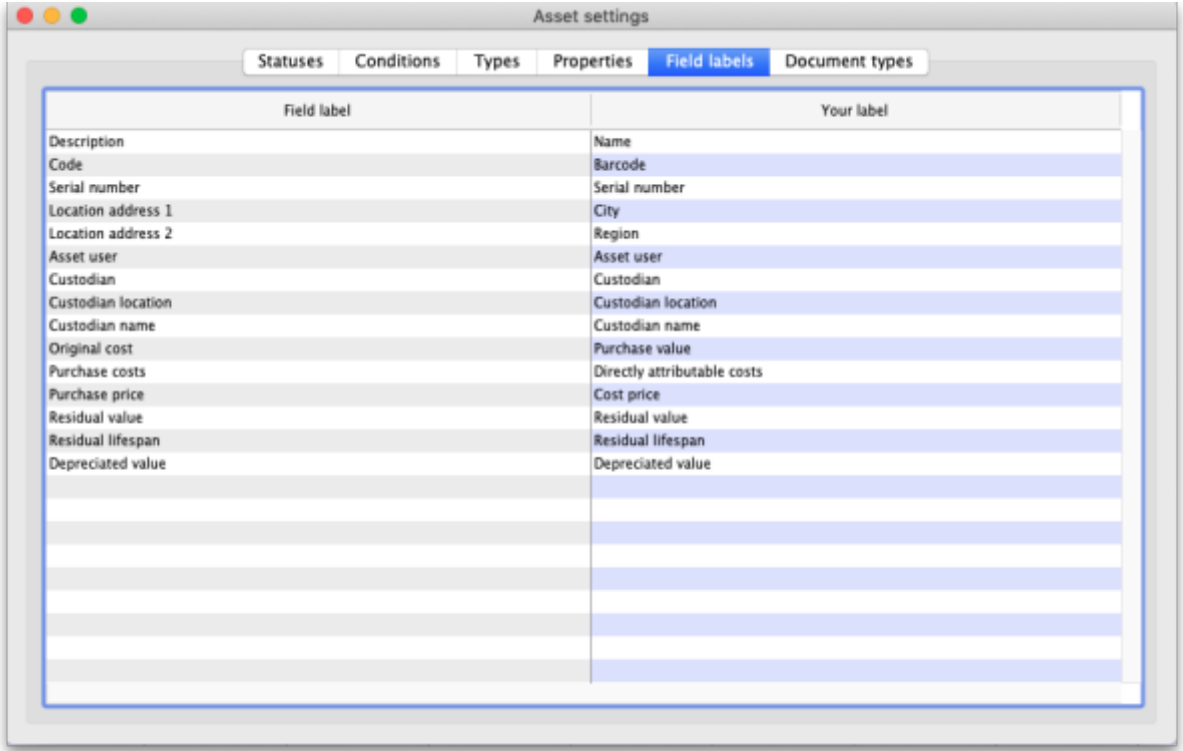 Asset settings
Statuses Conditions Types Properties Field labels Document types
Field label Your label
Description Name
Code Barcode
Serial number Serial number
Location address 1 City
Location address 2 Region
Asset user Asset user
Custodian Custodian
Custodian location Custodian location
Custodian name Custodian name
Original cost Purchase value
Purchase costs Directly attributable costs
Purchase price Cost price
Residual value Residual value
Residual lifespan Residual lifespan
Depreciated value Depreciated value